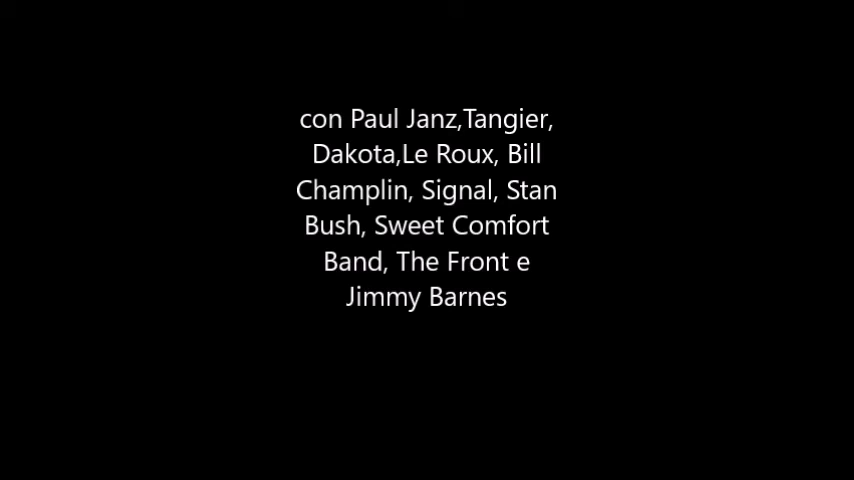 con Paul Janz,Tangier,
Dakota,Le Roux, Bill
Champlin, Signal, Stan
Bush, Sweet Comfort
Band, The Front e
Jimmy Barnes